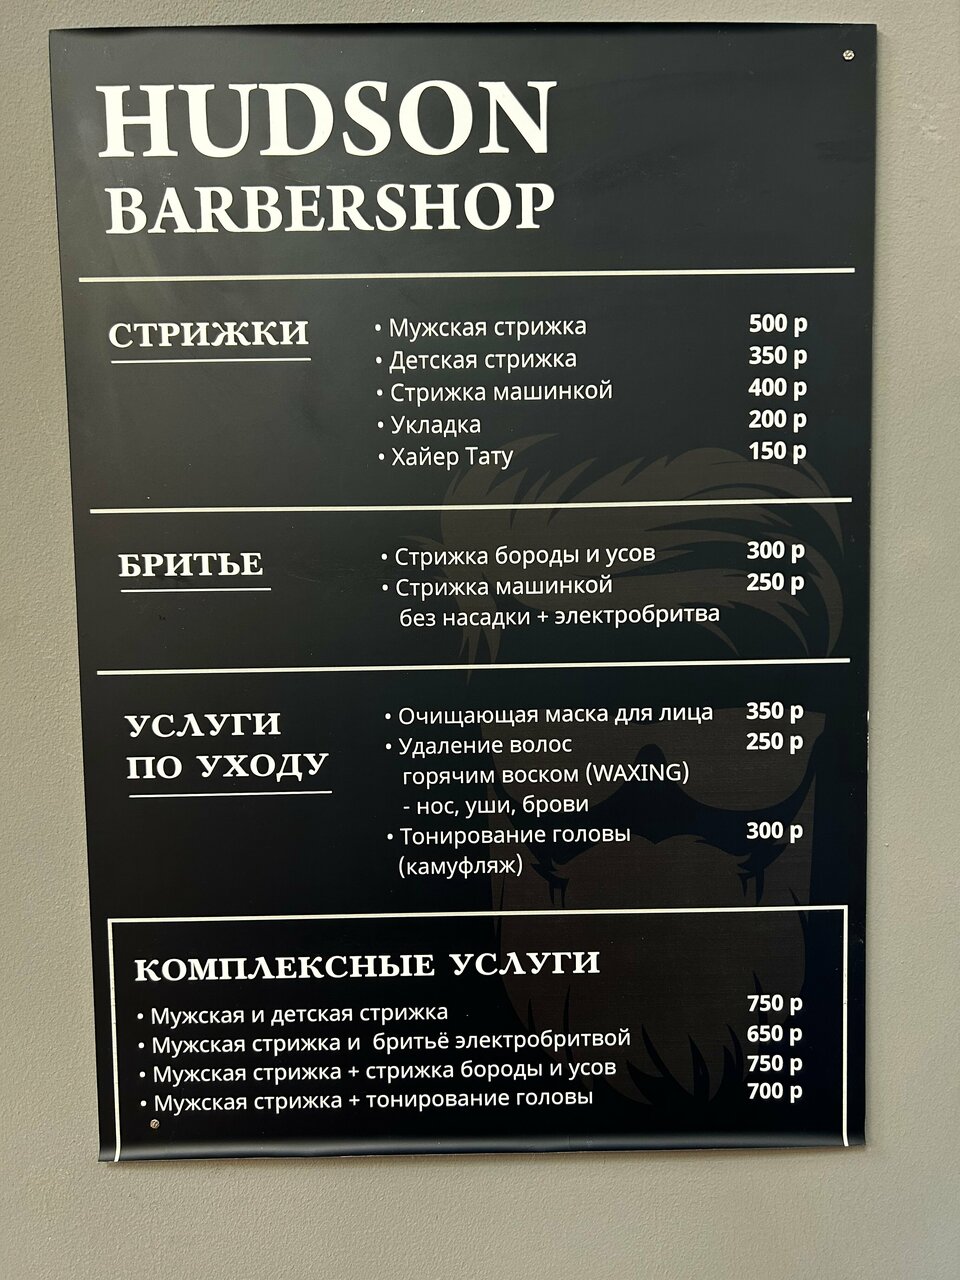 HUDSON
BARBERSHOP
СТРИЖКИ
• Мужская стрижка 500 р
• Детская стрижка 350 р
• Стрижка машинкой 400 р
• Укладка 200 р
• Хайер Тату 150 р
БРИТЬЕ
• Стрижка бороды и усов 300 р
• Стрижка машинкой 250 р
без насадки + электробритва
УСЛУГИ
ПО УХОДУ
• Очищающая маска для лица 350 р
• Удаление волос 250 р
горячим воском (WAXING)
- нос, уши, брови
• Тонирование головы 300 р
(камуфляж)
КОМПЛЕКСНЫЕ УСЛУГИ
• Мужская и детская стрижка 750 р
• Мужская стрижка и бритьё электробритвой 650 р
• Мужская стрижка + стрижка бороды и усов 750 р
• Мужская стрижка + тонирование головы 700 р